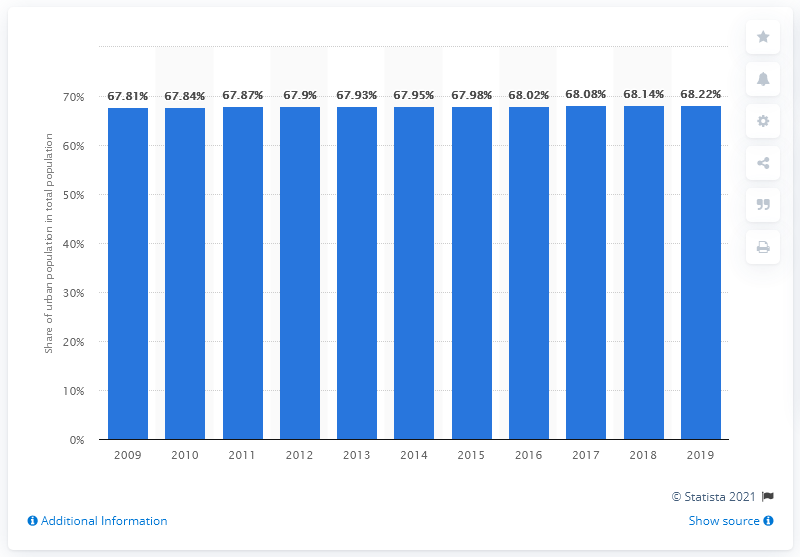 67.81% 67.84% 67.87% 67.9% 67.93% 67.95% 67.98% 68.02% 68.08% 68.14% 68.22%
70%
60%
50%
40%
30%
20%
10%
0%
Share of urban population in total population
2009 2010 2011 2012 2013 2014 2015 2016 2017 2018 2019
© Statista 2021
Additional Information
Show source